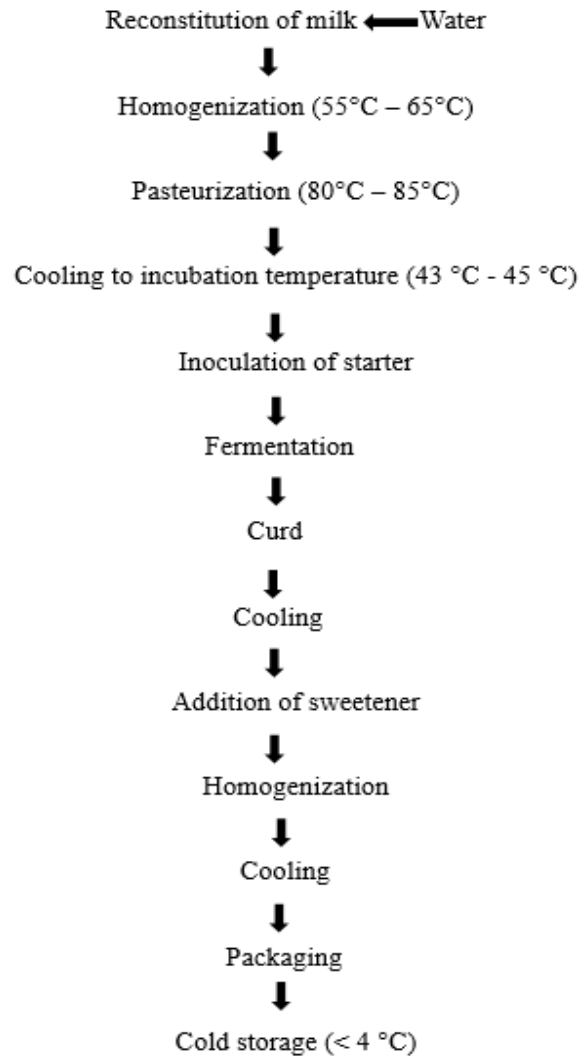 Reconstitution of milk Water
Homogenization (55°C – 65°C)
Pasteurization (80°C – 85°C)
Cooling to incubation temperature (43 °C - 45 °C)
Inoculation of starter
Fermentation
Curd
Cooling
Addition of sweetener
Homogenization
Cooling
Packaging
Cold storage (< 4 °C)